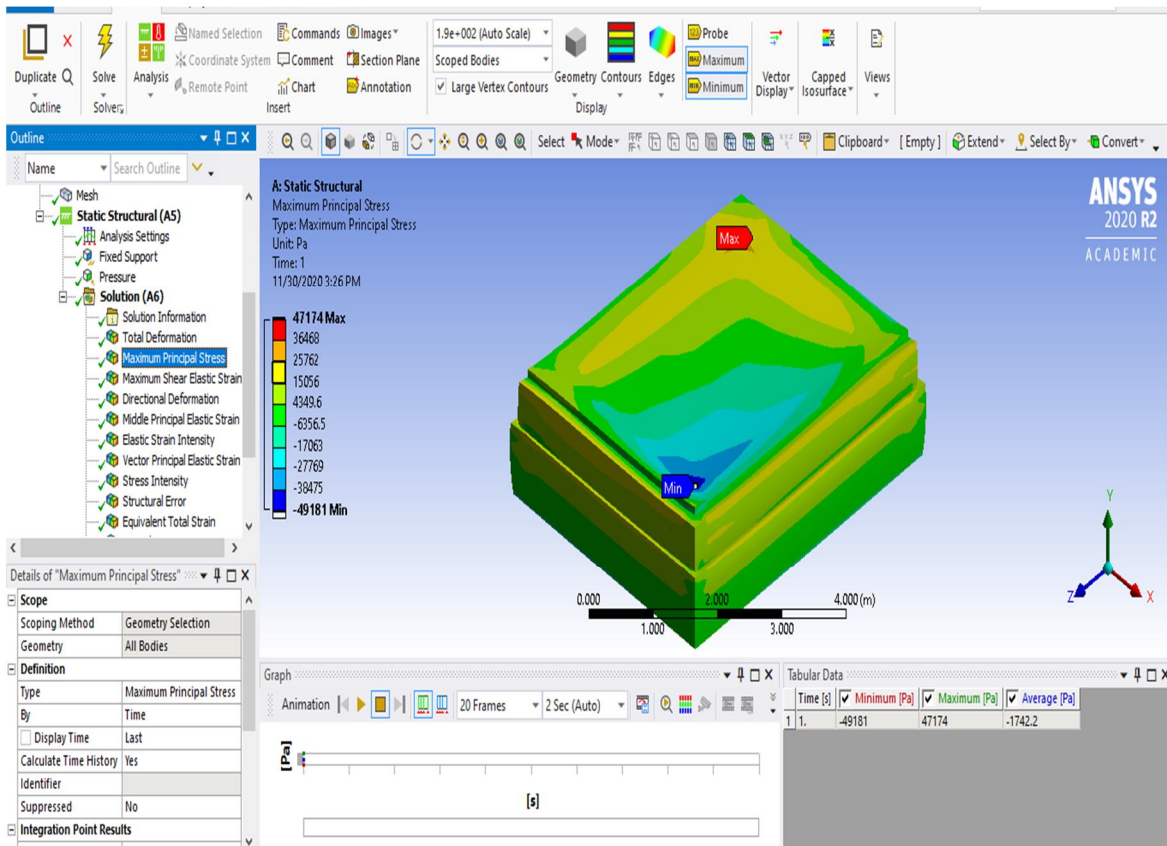 Duplicate
Outline
Solve
Solver
Analysis
Named Selection
Coordinate System
Remote Point
Commands
Comment
Chart
Images
Section Plane
Annotation
Insert
1.9e+002 (Auto Scale)
Scoped Bodies
Large Vertex Contours
Geometry
Contours
Edges
Display
Probe
Maximum
Minimum
Vector
Display
Capped
Isosurface
Views
Outline
Name
Search Outline
Select
Mode
Clipboard
[ Empty ]
Extend
Select By
Convert
Mesh
Static Structural (A5)
Analysis Settings
Fixed Support
Pressure
Solution (A6)
Solution Information
Total Deformation
Maximum Principal Stress
Maximum Shear Elastic Strain
Directional Deformation
Middle Principal Elastic Strain
Elastic Strain Intensity
Vector Principal Elastic Strain
Stress Intensity
Structural Error
Equivalent Total Strain
A: Static Structural
Maximum Principal Stress
Type: Maximum Principal Stress
Unit: Pa
Time: 1
11/30/2020 3:26 PM
47174 Max
36468
25762
15056
4349.6
-6356.5
-17063
-27769
-38475
-49181 Min
Max
Min
ANSYS
2020 R2
ACADEMIC
0.000
2.000
4.000 (m)
1.000
3.000
Y
Z
X
Details of "Maximum Principal Stress"
Scope
Scoping Method Geometry Selection
Geometry All Bodies
Definition
Type Maximum Principal Stress
By Time
Display Time Last
Calculate Time History Yes
Identifier
Suppressed No
Integration Point Results
Graph
Animation
20 Frames
2 Sec (Auto)
[Pa]
[s]
Tabular Data
Time [s] Minimum [Pa] Maximum [Pa] Average [Pa]
1 1. -49181 47174 -1742.2